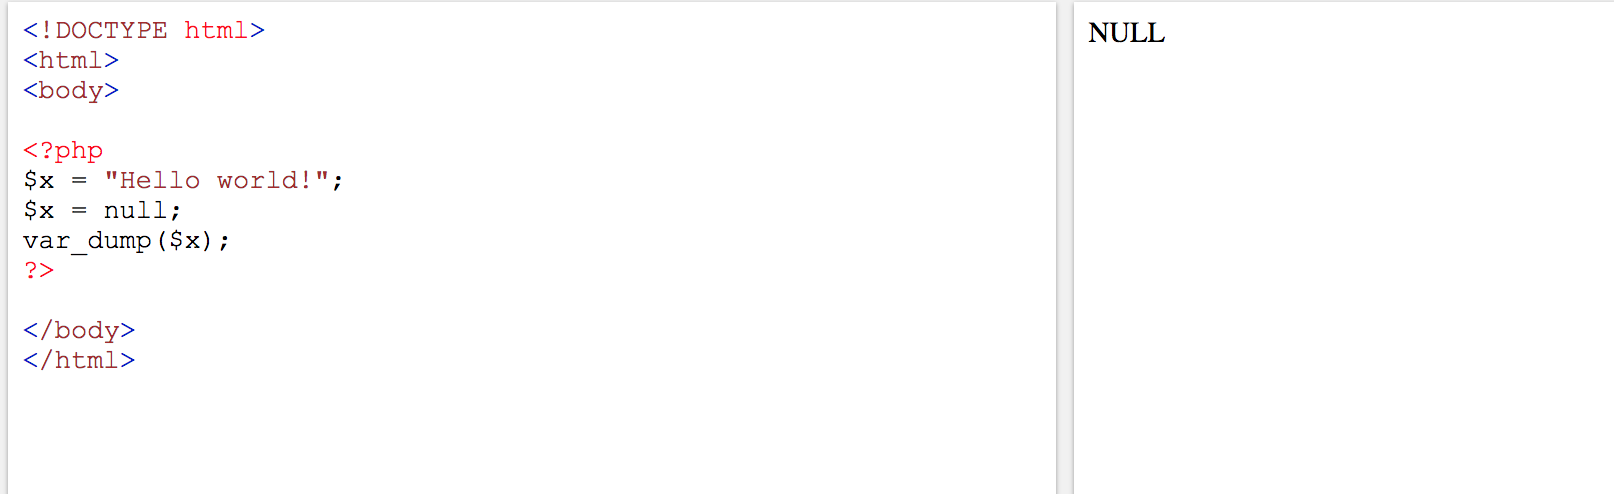 <!DOCTYPE html>
<html>
<body>
<?php
$x = "Hello world!";
$x = null;
var_dump($x);
?>
</body>
</html>
NULL